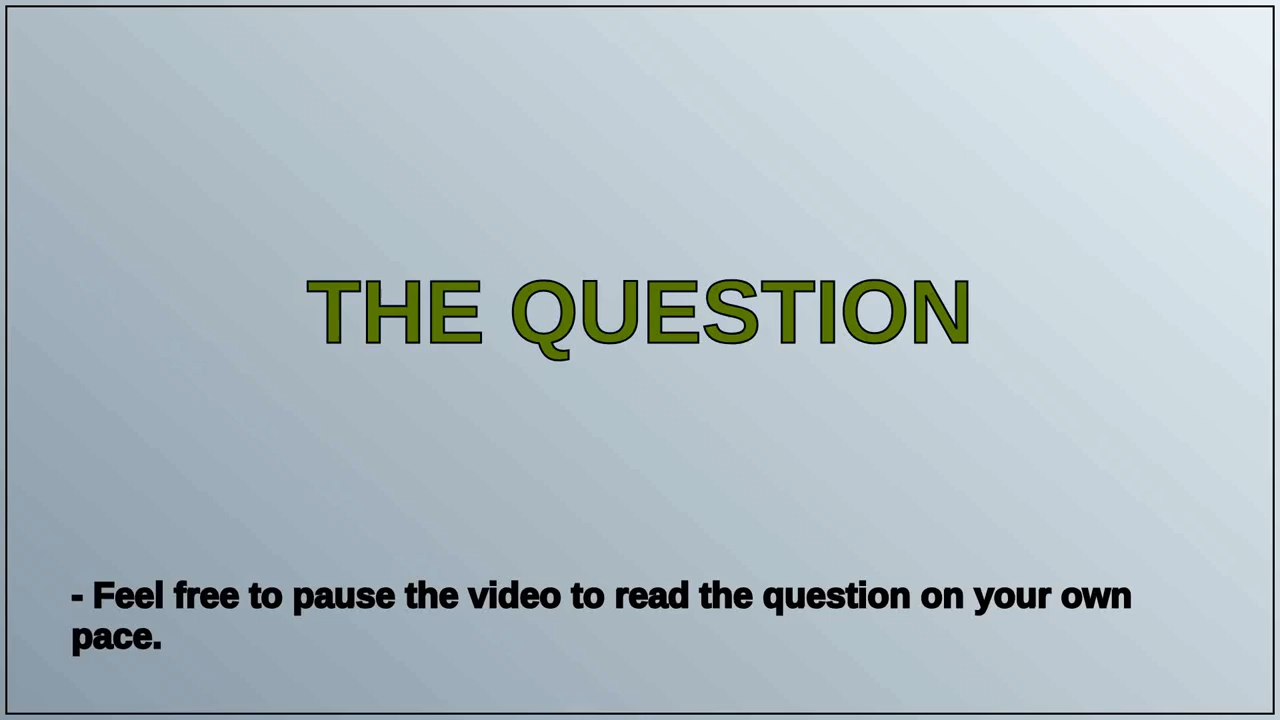 THE QUESTION
- Feel free to pause the video to read the question on your own
pace.